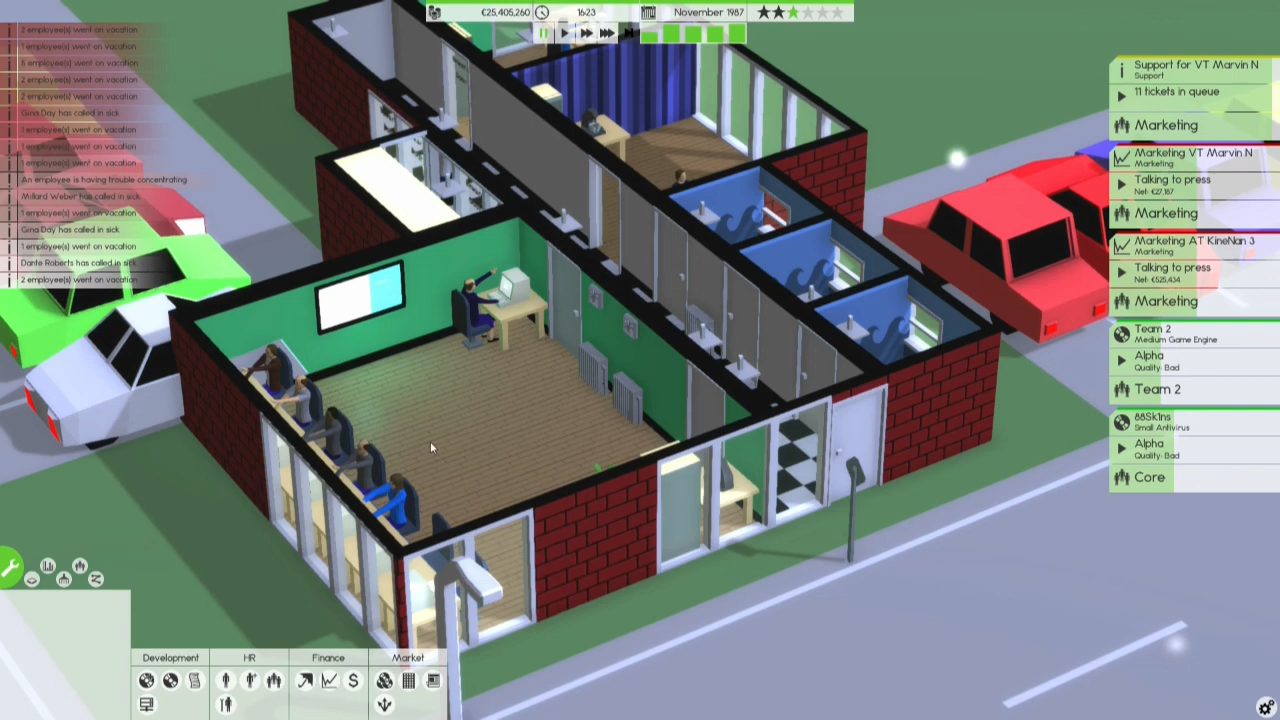 €25,405,260
1623
November 1987
2 employee(s) went on vacation
1 employee(s) went on vacation
6 employee(s) went on vacation
2 employee(s) went on vacation
2 employee(s) went on vacation
Gina Day has called in sick
1 employee(s) went on vacation
1 employee(s) went on vacation
1 employee(s) went on vacation
An employee is having trouble concentrating
Millard Weber has called in sick
1 employee(s) went on vacation
Gina Day has called in sick
1 employee(s) went on vacation
Dante Roberts has called in sick
2 employee(s) went on vacation
Support for VT Marvin N
Support
11 tickets in queue
Marketing
Marketing VT Marvin N
Marketing
Talking to press
Net: €27,187
Marketing
Marketing AT KineNan 3
Marketing
Talking to press
Net: €525,434
Marketing
Team 2
Medium Game Engine
Alpha
Quality: Bad
Team 2
88Sk1ns
Small Antivirus
Alpha
Quality: Bad
Core
Development
HR
Finance
Market